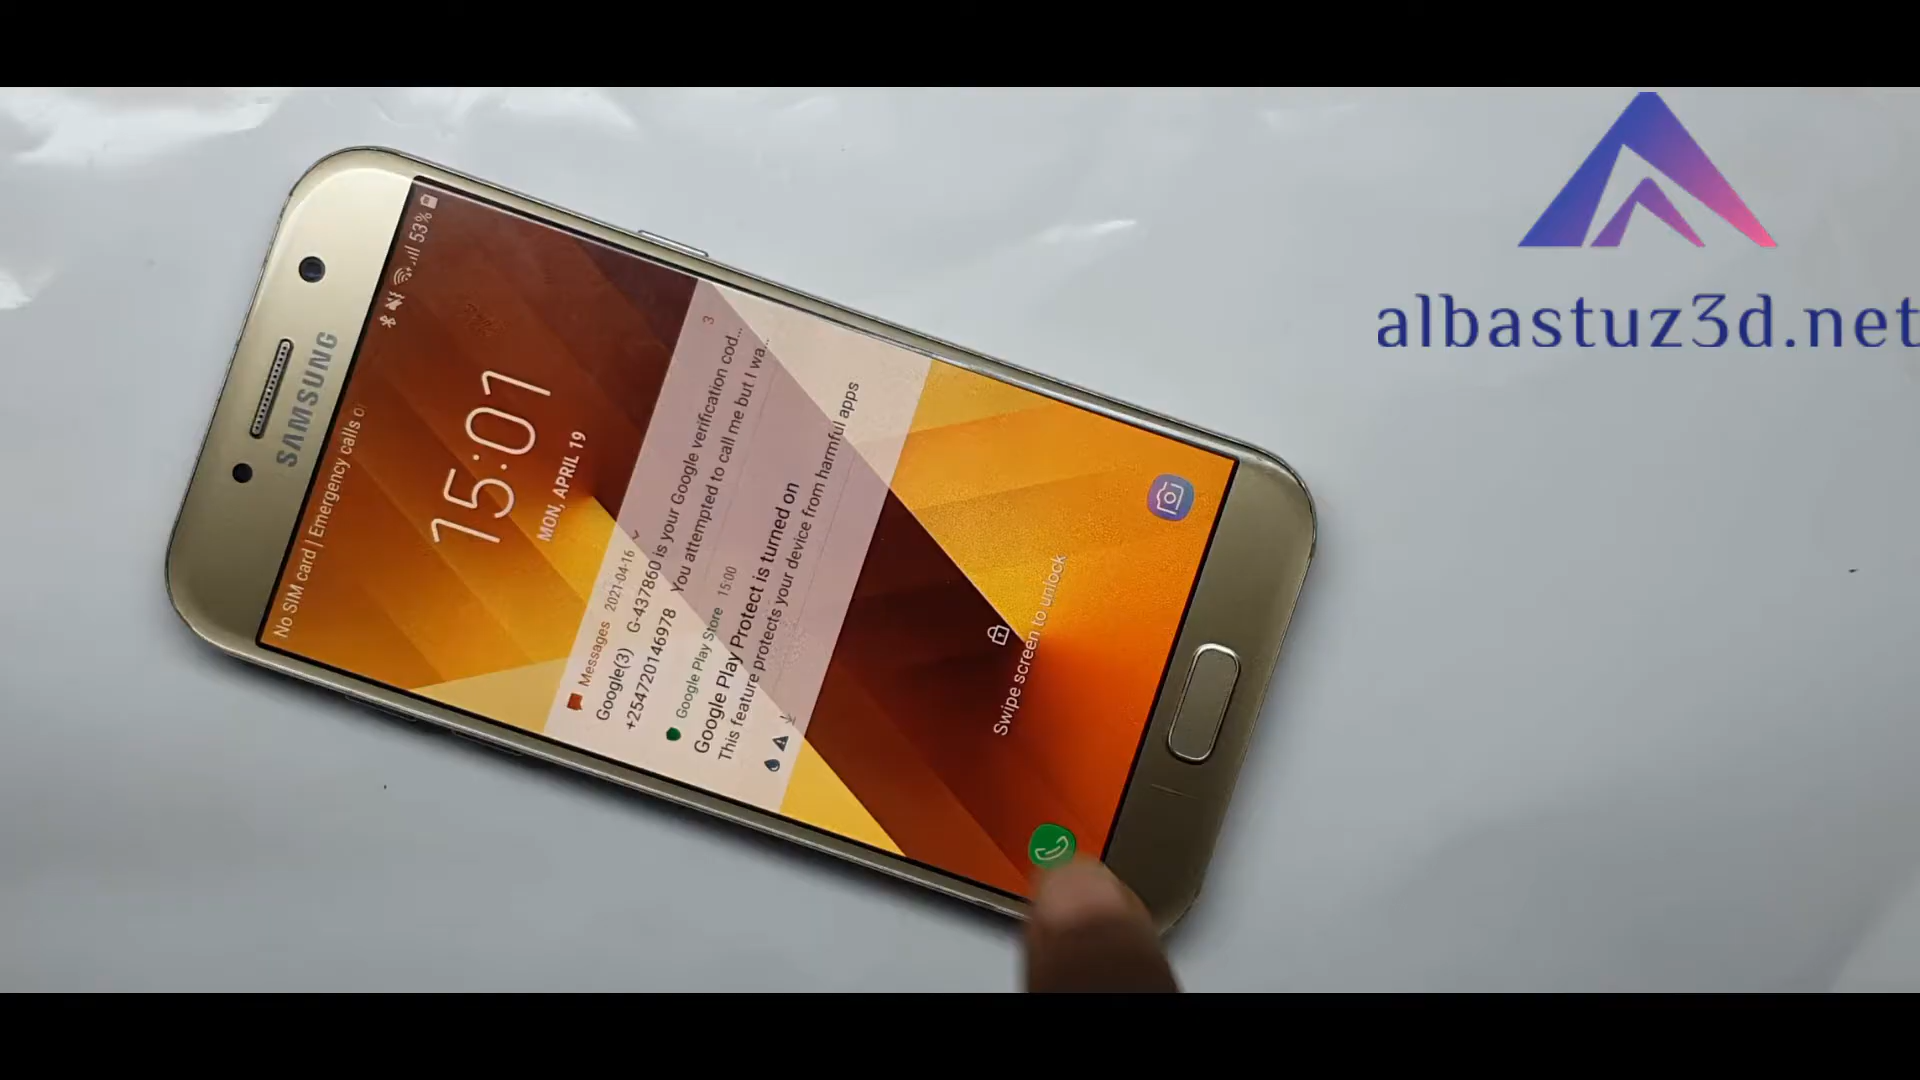 albastuz3d.net
SAMSUNG
53%
No SIM card | Emergency calls o
15:01
MON, APRIL 19
Messages 2021-04-16
Google(3) G-437860 is your Google verification cod... 3
+254720146978 You attempted to call me but I wa...
Google Play Store 15:00
Google Play Protect is turned on
This feature protects your device from harmful apps
Swipe screen to unlock